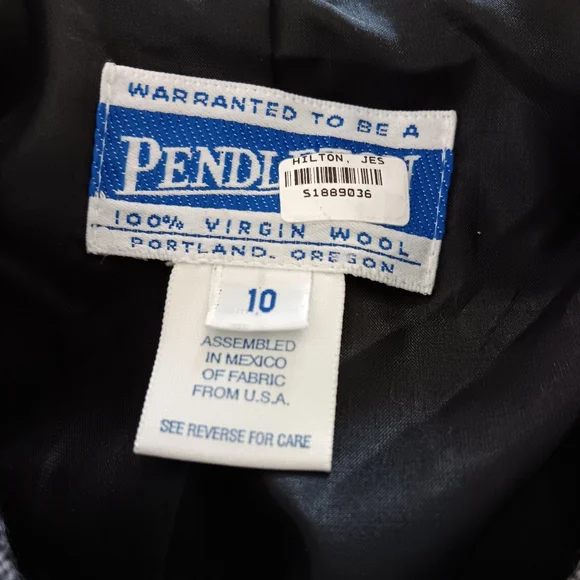 WARRANTED TO BE A
PENDL
HILTON, JES
S1889036
100% VIRGIN WOOL
PORTLAND, OREGON
10
ASSEMBLED
IN MEXICO
OF FABRIC
FROM U.S.A.
SEE REVERSE FOR CARE